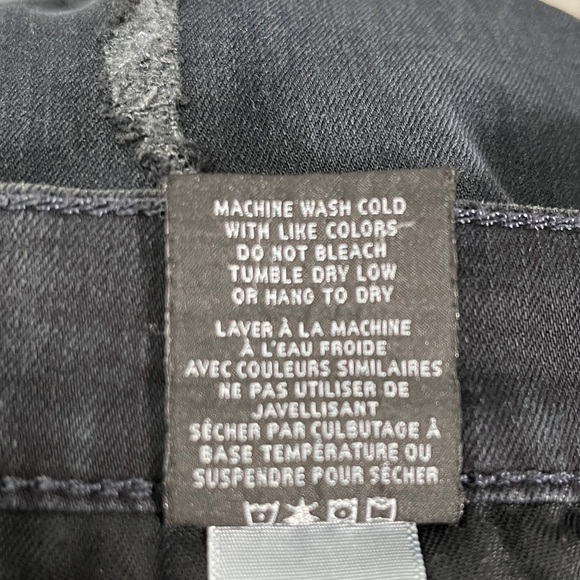 MACHINE WASH COLD
WITH LIKE COLORS
DO NOT BLEACH
TUMBLE DRY LOW
OR HANG TO DRY
LAVER À LA MACHINE
À L'EAU FROIDE
AVEC COULEURS SIMILAIRES
NE PAS UTILISER DE
JAVELLISANT
SÉCHER PAR CULBUTAGE À
BASE TEMPÉRATURE OU
SUSPENDRE POUR SÉCHER